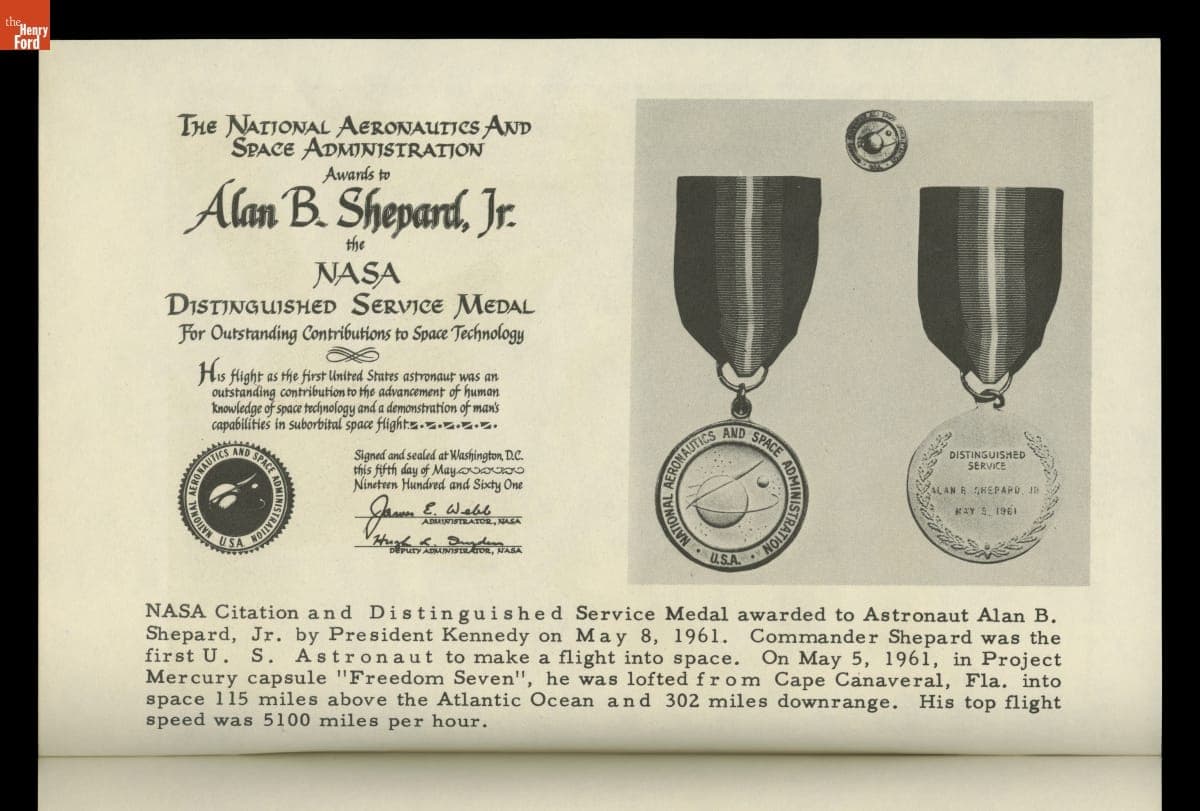 the
Henry
Ford
THE NATIONAL AERONAUTICS AND
SPACE ADMINISTRATION
Awards to
Alan B. Shepard, Jr.
the
NASA
DISTINGUISHED SERVICE MEDAL
For Outstanding Contributions to Space Technology
His flight as the first United States astronaut was an
outstanding contribution to the advancement of human
knowledge of space technology and a demonstration of man's
capabilities in suborbital space flight.
Signed and sealed at Washington, D.C.
this fifth day of May
Nineteen Hundred and Sixty One
James E. Webb
ADMINISTRATOR, NASA
Hugh L. Dryden
DEPUTY ADMINISTRATOR, NASA
NATIONAL AERONAUTICS AND SPACE ADMINISTRATION
U.S.A.
NATIONAL AERONAUTICS AND SPACE ADMINISTRATION
· U.S.A. ·
DISTINGUISHED
SERVICE
ALAN B. SHEPARD, JR
MAY 5, 1961
NASA Citation and Distinguished Service Medal awarded to Astronaut Alan B.
Shepard, Jr. by President Kennedy on May 8, 1961. Commander Shepard was the
first U. S. Astronaut to make a flight into space. On May 5, 1961, in Project
Mercury capsule "Freedom Seven", he was lofted from Cape Canaveral, Fla. into
space 115 miles above the Atlantic Ocean and 302 miles downrange. His top flight
speed was 5100 miles per hour.